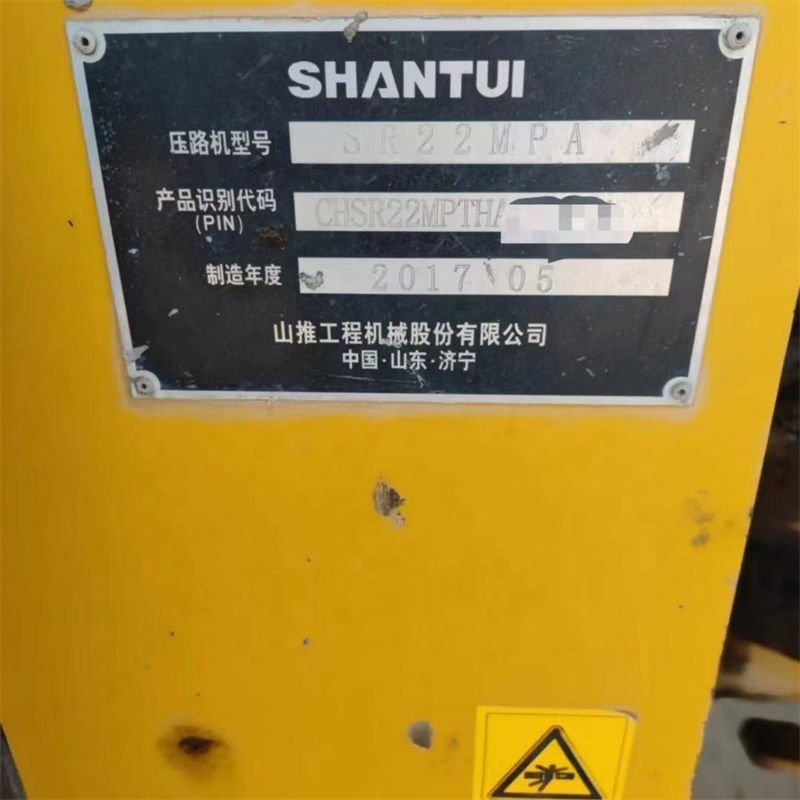 SHANTUI
压路机型号 SR22MPA
产品识别代码 CHSR22MPTHA
(PIN)
制造年度 2017 05
山推工程机械股份有限公司
中国·山东·济宁